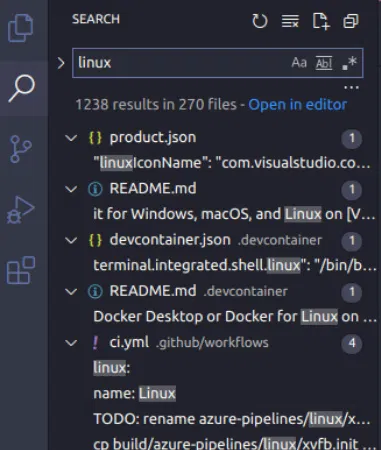 SEARCH
linux
Aa Abl .*
1238 results in 270 files - Open in editor
{} product.json 1
"linuxIconName": "com.visualstudio.co...
README.md 1
it for Windows, macOS, and Linux on [V...
{} devcontainer.json .devcontainer 1
terminal.integrated.shell.linux": "/bin/b...
README.md .devcontainer 1
Docker Desktop or Docker for Linux on ...
! ci.yml .github/workflows 4
linux:
name: Linux
TODO: rename azure-pipelines/linux/x...
cp build/azure-pipelines/linux/xvfb.init ...